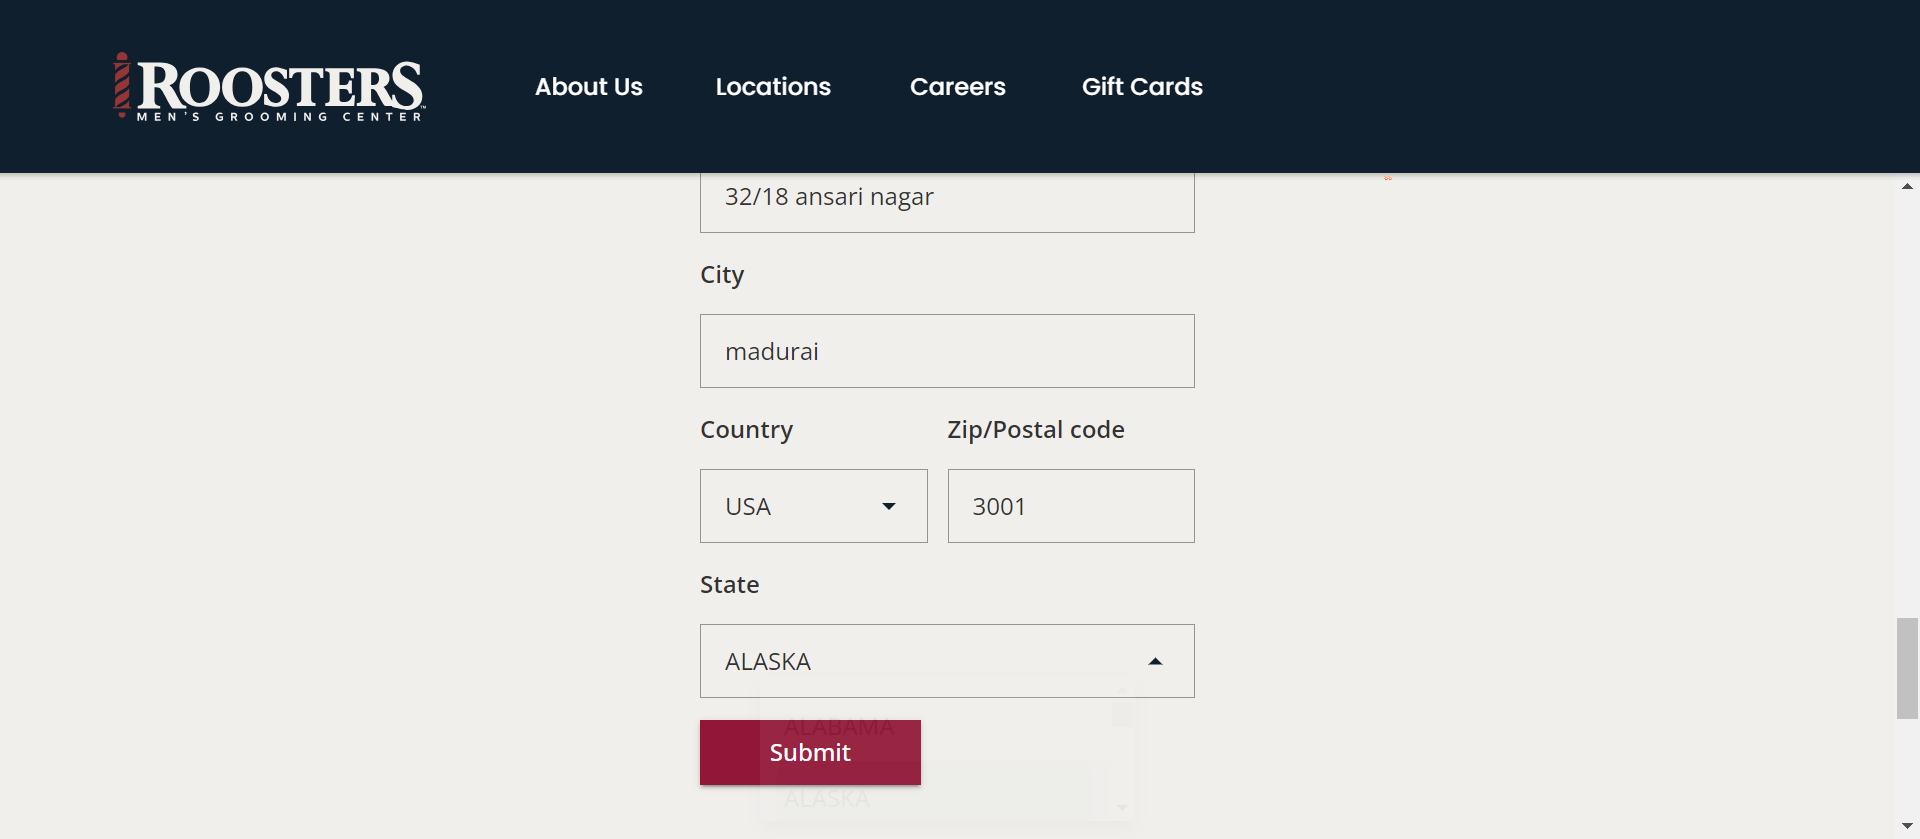 ROOSTERS™
MEN'S GROOMING CENTER
About Us
Locations
Careers
Gift Cards
32/18 ansari nagar
City
madurai
Country
Zip/Postal code
USA
3001
State
ALASKA
ALABAMA
Submit
ALASKA